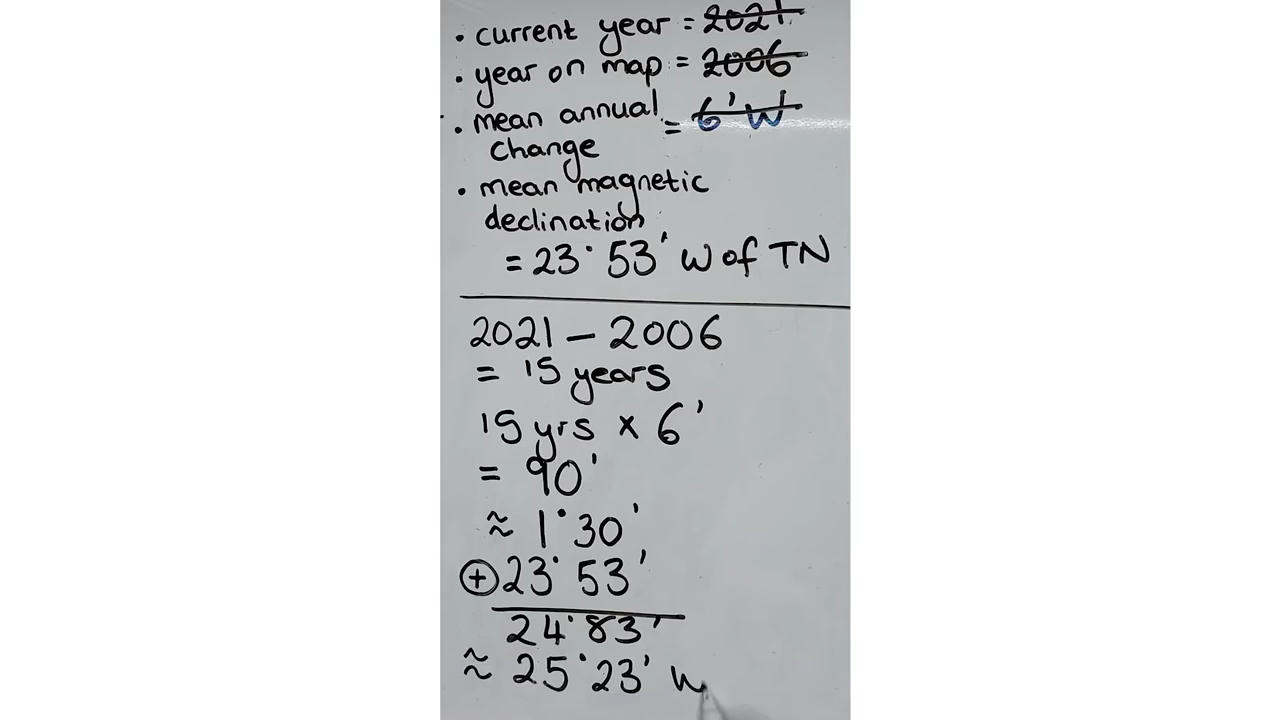 • current year = 2021
• year on map = 2006
• mean annual
change = 6' W
• mean magnetic
declination
= 23° 53' W of TN
2021 – 2006
= 15 years
15 yrs × 6'
= 90'
≈ 1° 30'
⊕ 23° 53'
24° 83'
≈ 25° 23' W